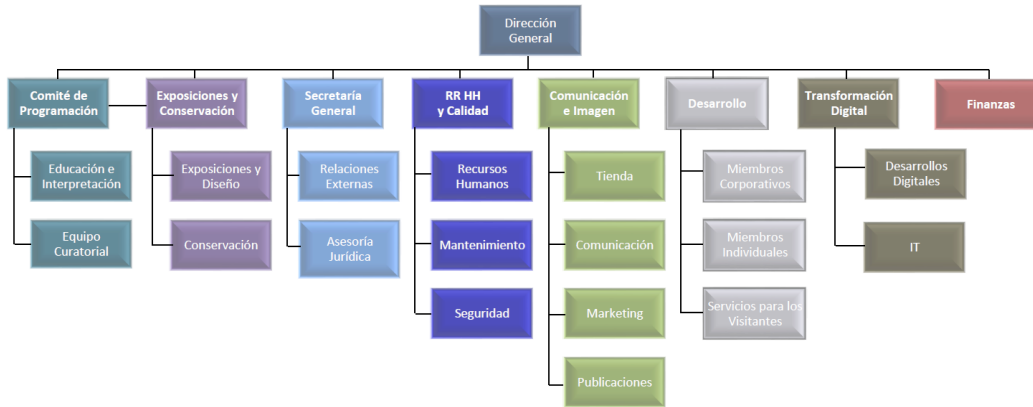 Dirección
General
Comité de
Programación
Exposiciones y
Conservación
Secretaría
General
RR HH
y Calidad
Comunicación
e Imagen
Desarrollo
Transformación
Digital
Finanzas
Educación e
Interpretación
Exposiciones y
Diseño
Relaciones
Externas
Recursos
Humanos
Tienda
Miembros
Corporativos
Desarrollos
Digitales
Equipo
Curatorial
Conservación
Asesoría
Jurídica
Mantenimiento
Comunicación
Miembros
Individuales
IT
Seguridad
Marketing
Servicios para los
Visitantes
Publicaciones